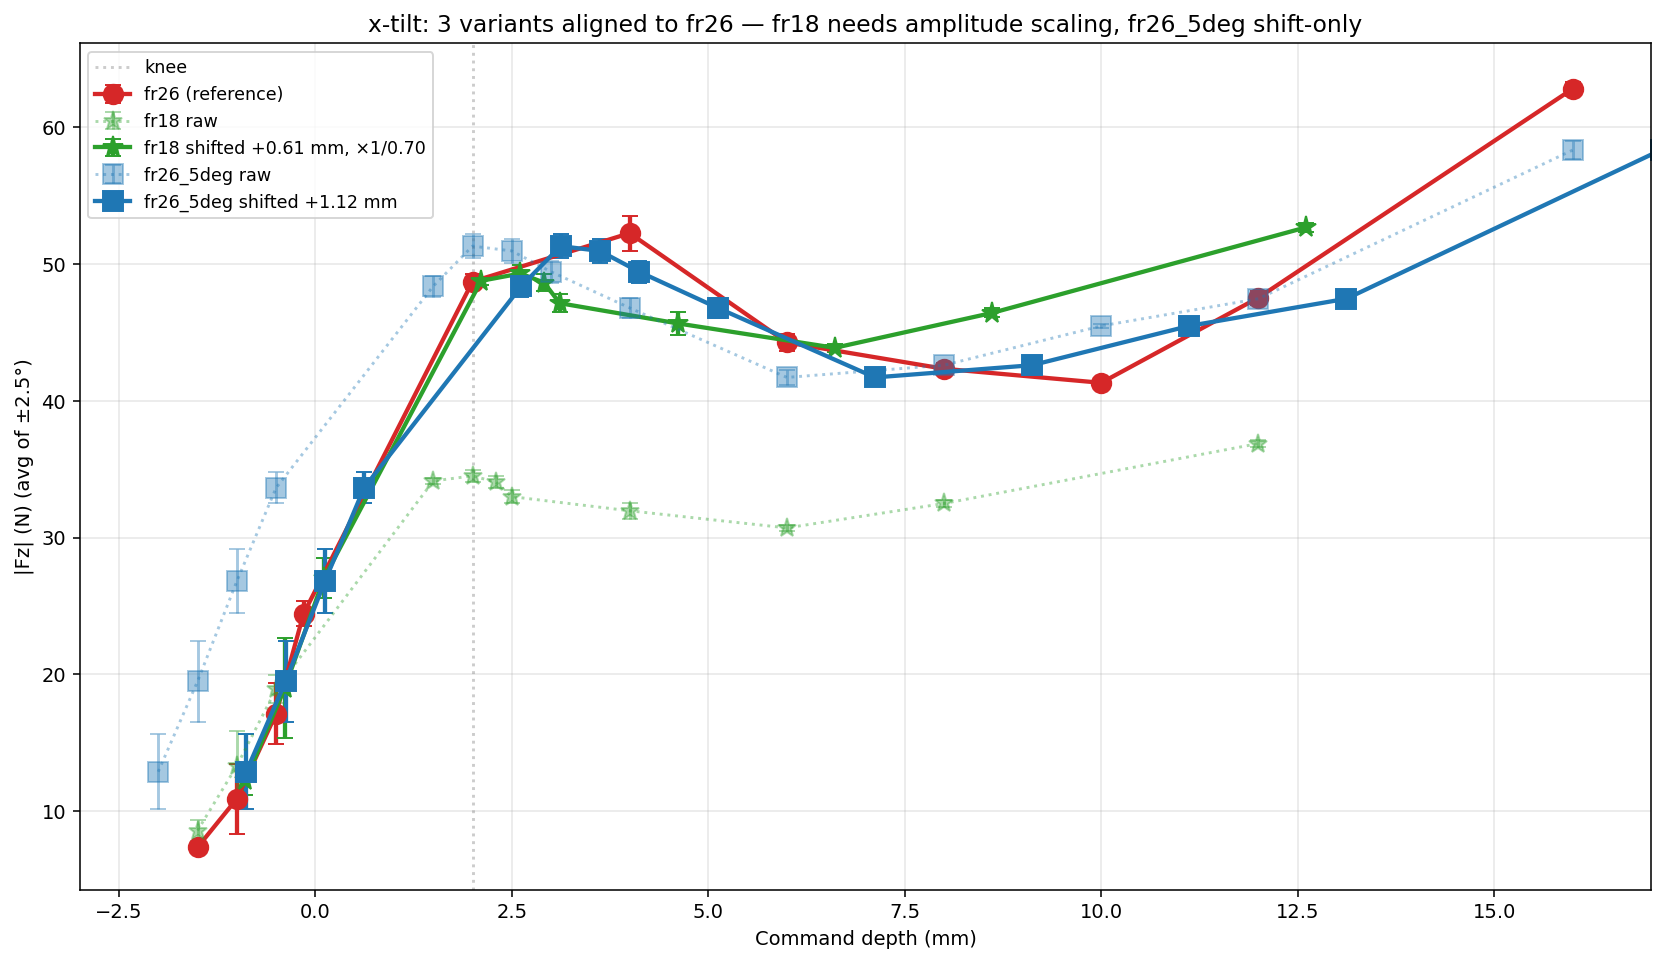 x-tilt: 3 variants aligned to fr26 — fr18 needs amplitude scaling, fr26_5deg shift-only
knee
fr26 (reference)
fr18 raw
fr18 shifted +0.61 mm, ×1/0.70
fr26_5deg raw
fr26_5deg shifted +1.12 mm
|Fz| (N) (avg of ±2.5°)
60
50
40
30
20
10
−2.5 0.0 2.5 5.0 7.5 10.0 12.5 15.0
Command depth (mm)